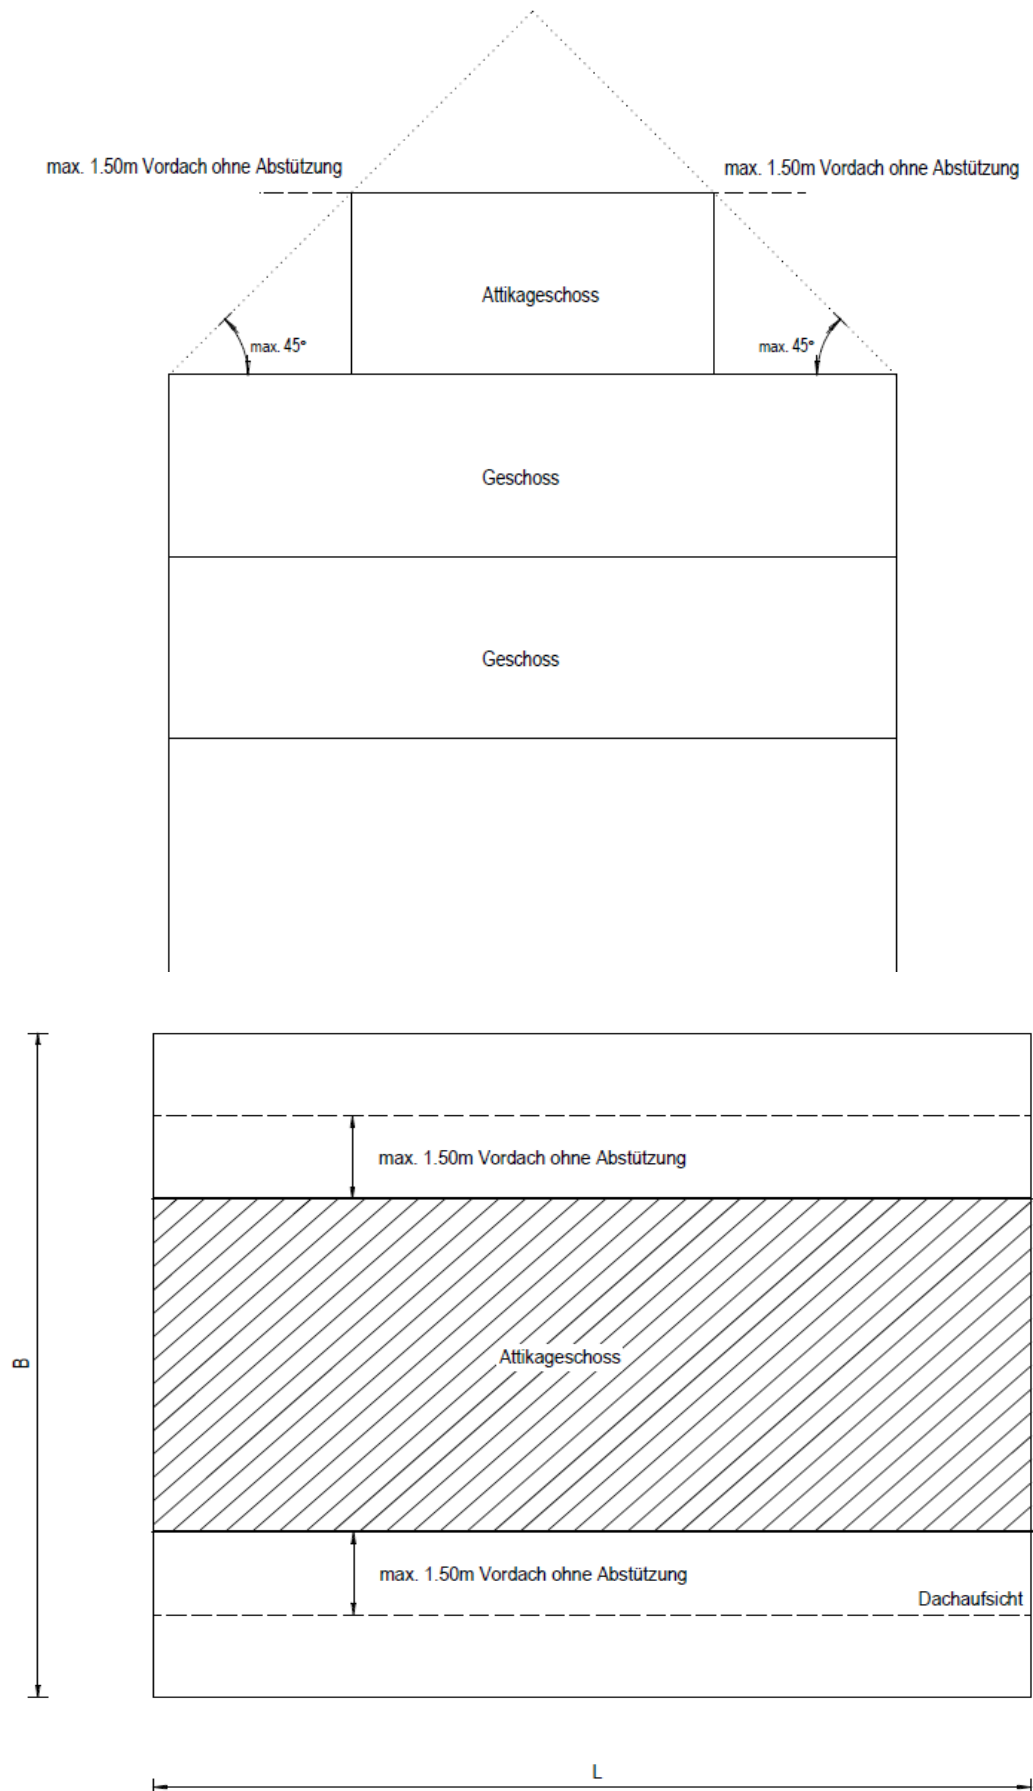 max. 1.50m Vordach ohne Abstützung
max. 1.50m Vordach ohne Abstützung
Attikageschoss
max. 45°
max. 45°
Geschoss
Geschoss
max. 1.50m Vordach ohne Abstützung
Attikageschoss
B
max. 1.50m Vordach ohne Abstützung
Dachaufsicht
L